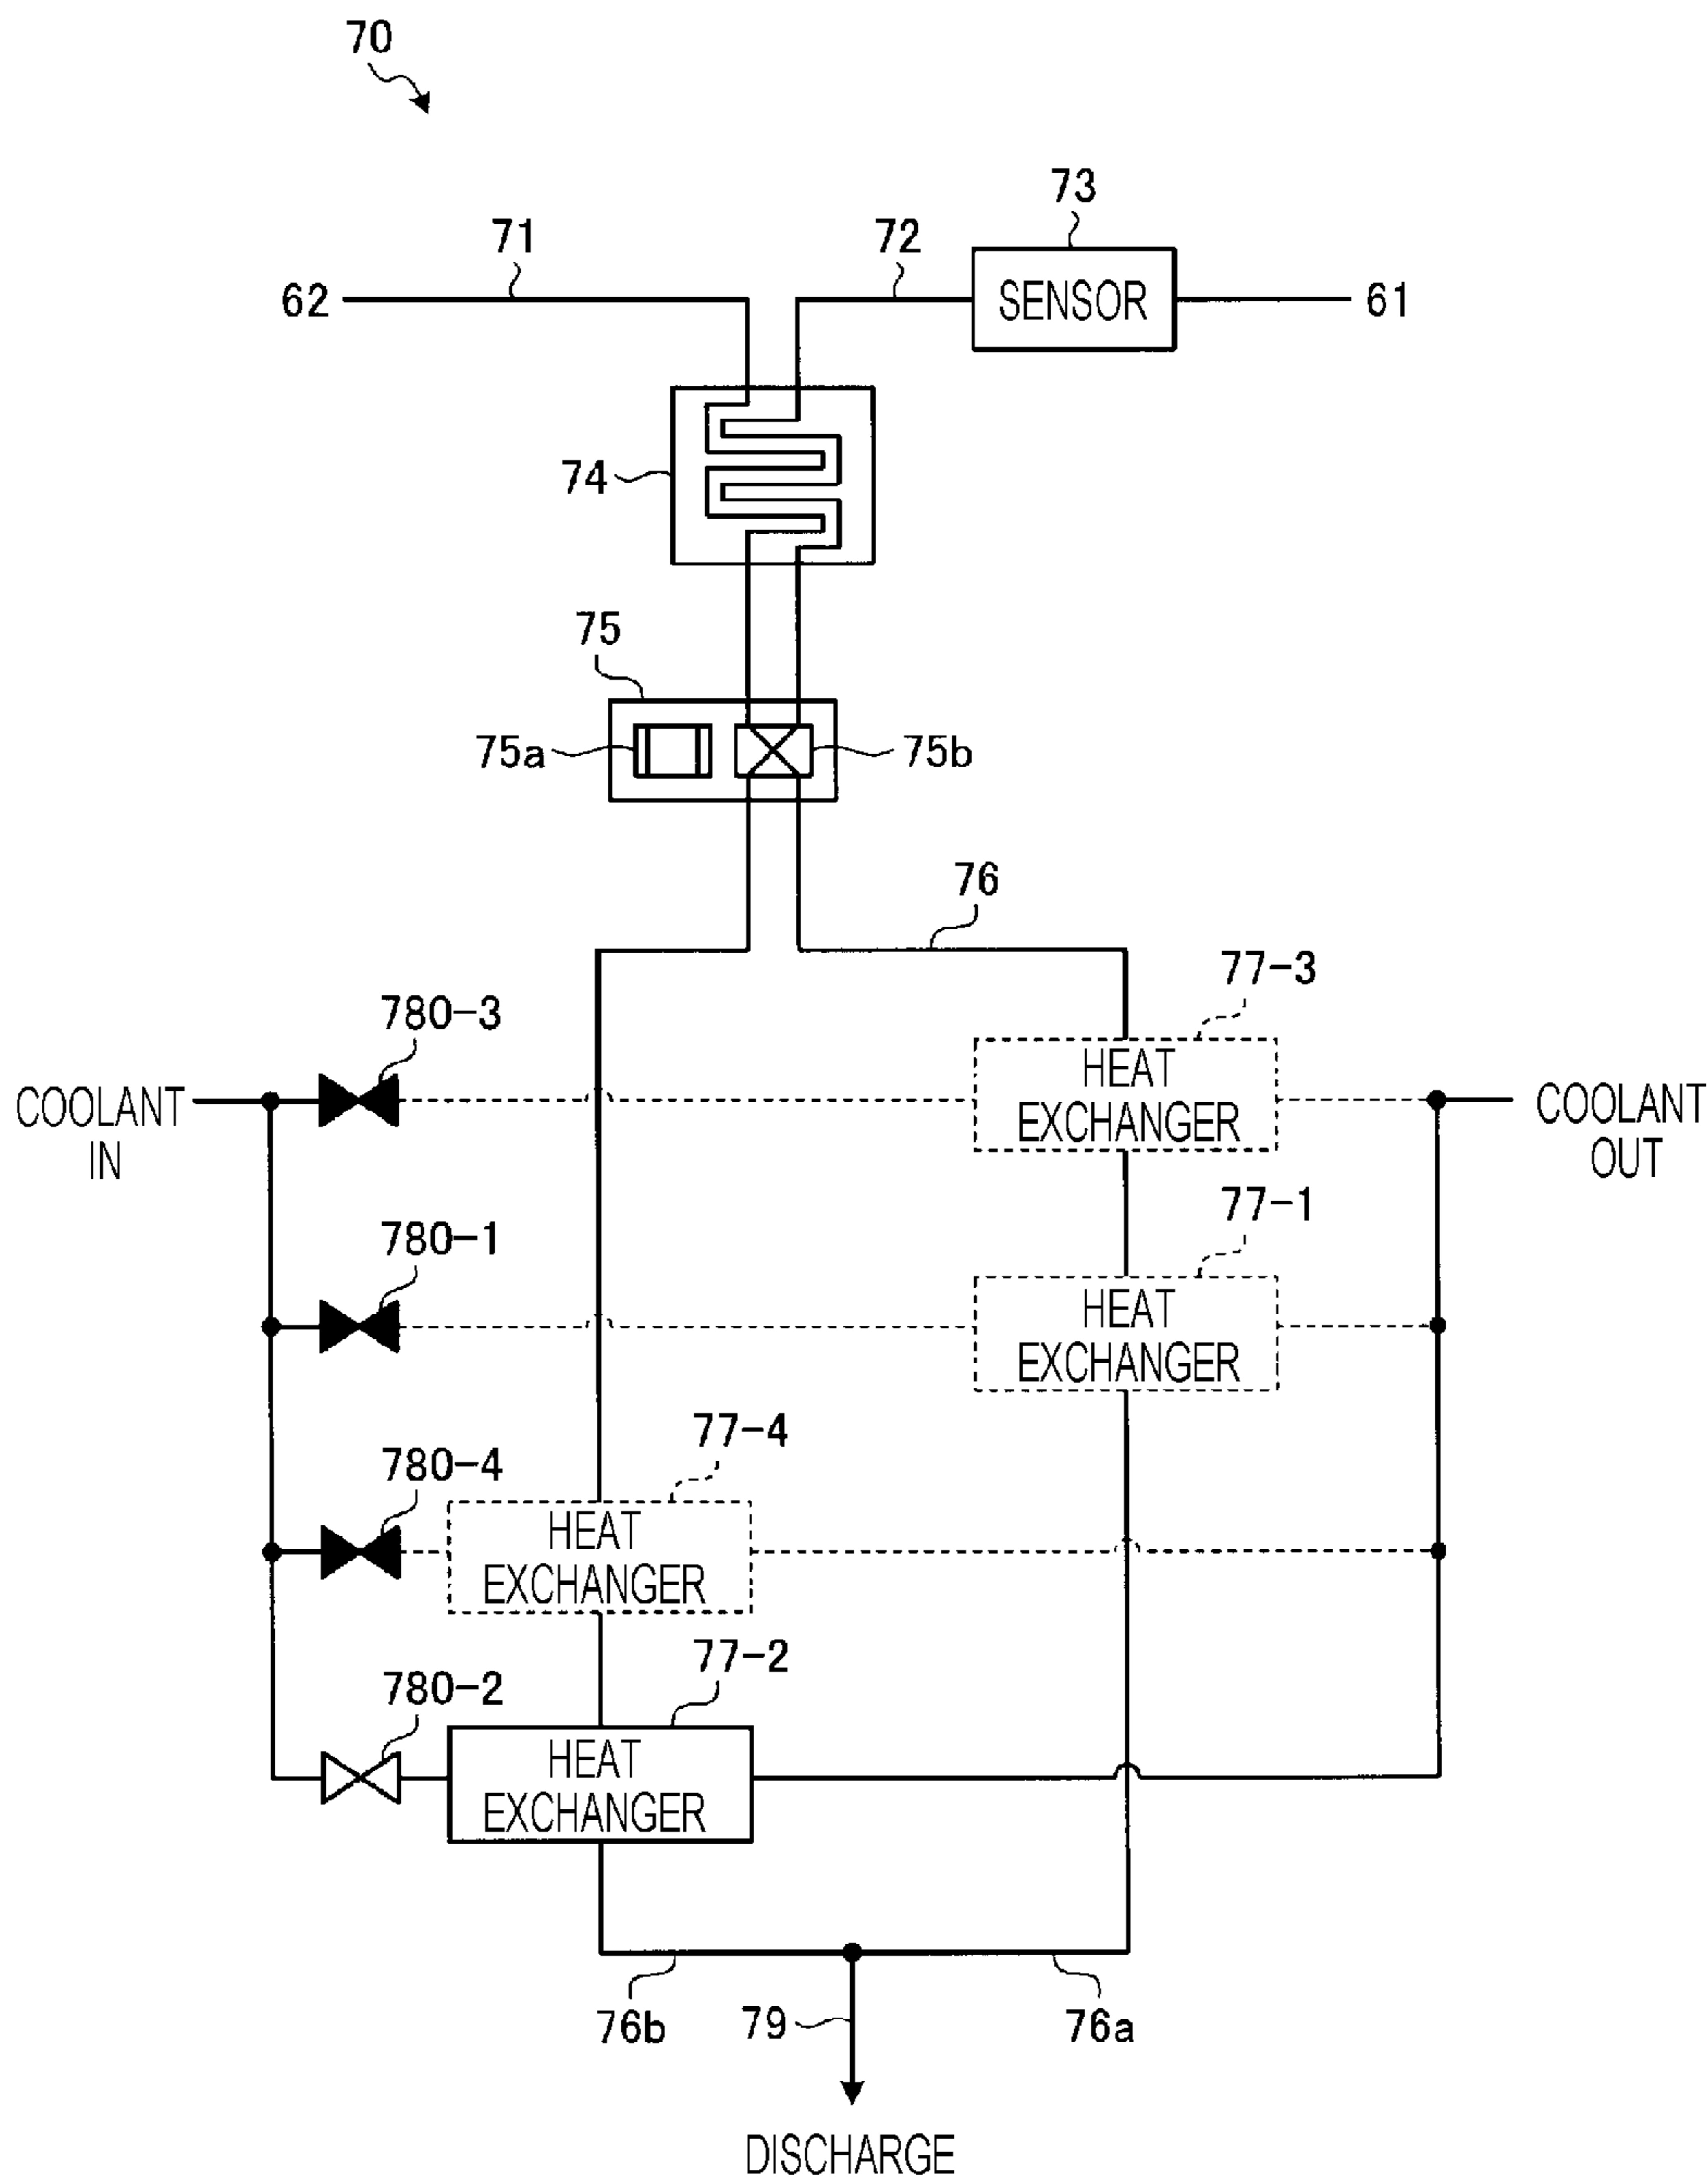 70
73
71
72
62
SENSOR
61
74
75
75a
75b
76
77-3
780-3
HEAT
EXCHANGER
COOLANT
IN
COOLANT
OUT
77-1
780-1
HEAT
EXCHANGER
77-4
780-4
HEAT
EXCHANGER
77-2
780-2
HEAT
EXCHANGER
76b
79
76a
DISCHARGE